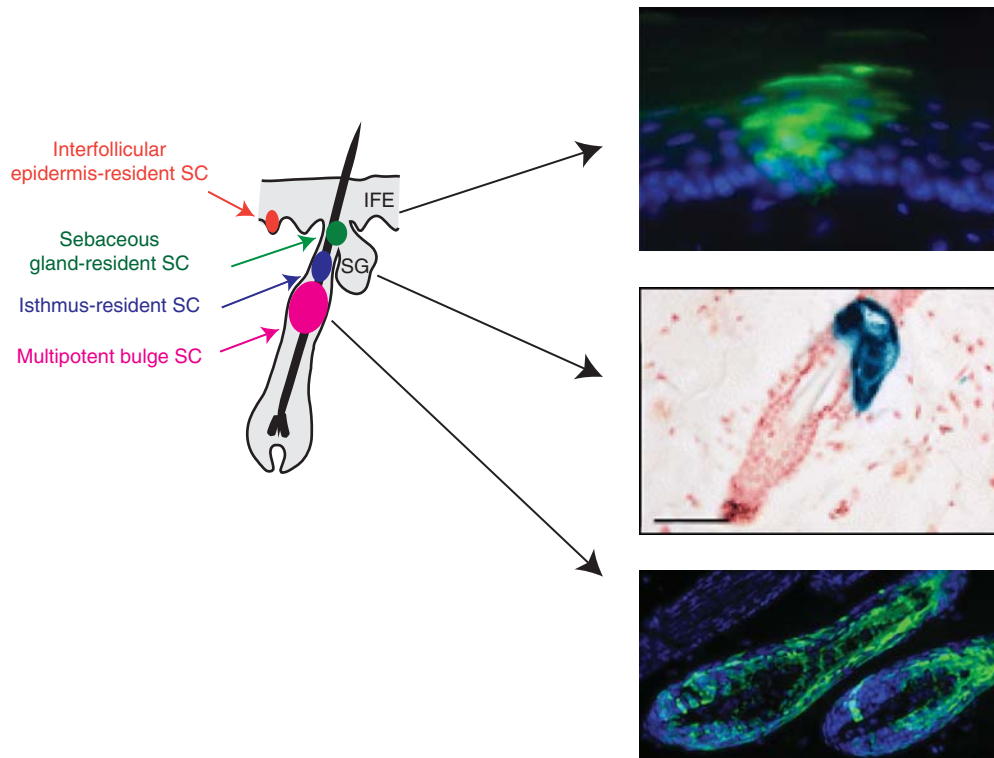 Interfollicular
epidermis-resident SC
IFE
Sebaceous
gland-resident SC
SG
Isthmus-resident SC
Multipotent bulge SC